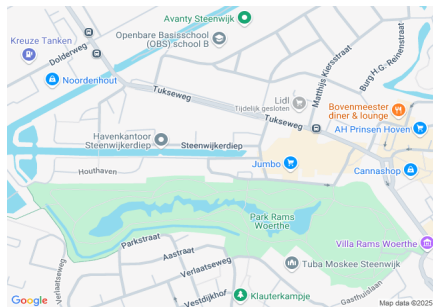 Avanty Steenwijk
Kreuze Tanken
Openbare Basisschool
(OBS) school B
Dolderweg
Noordenhout
Matthijs Kiersstraat
Burg H.G. Reinenstraat
Tukseweg
Lidl
Tijdelijk gesloten
Bovenmeester
diner & lounge
Tukseweg
AH Prinsen Hoven
Havenkantoor
Steenwijkerdiep
Steenwijkerdiep
Jumbo
Cannashop
Houthaven
Park Rams
Woerthe
Parkstraat
Villa Rams Woerthe
Aastraat
Verlaatseweg
Tuba Moskee Steenwijk
Verlaatseweg
Vestdijkhof
Klauterkampje
Gasthuislaan
Google
Map data ©2025